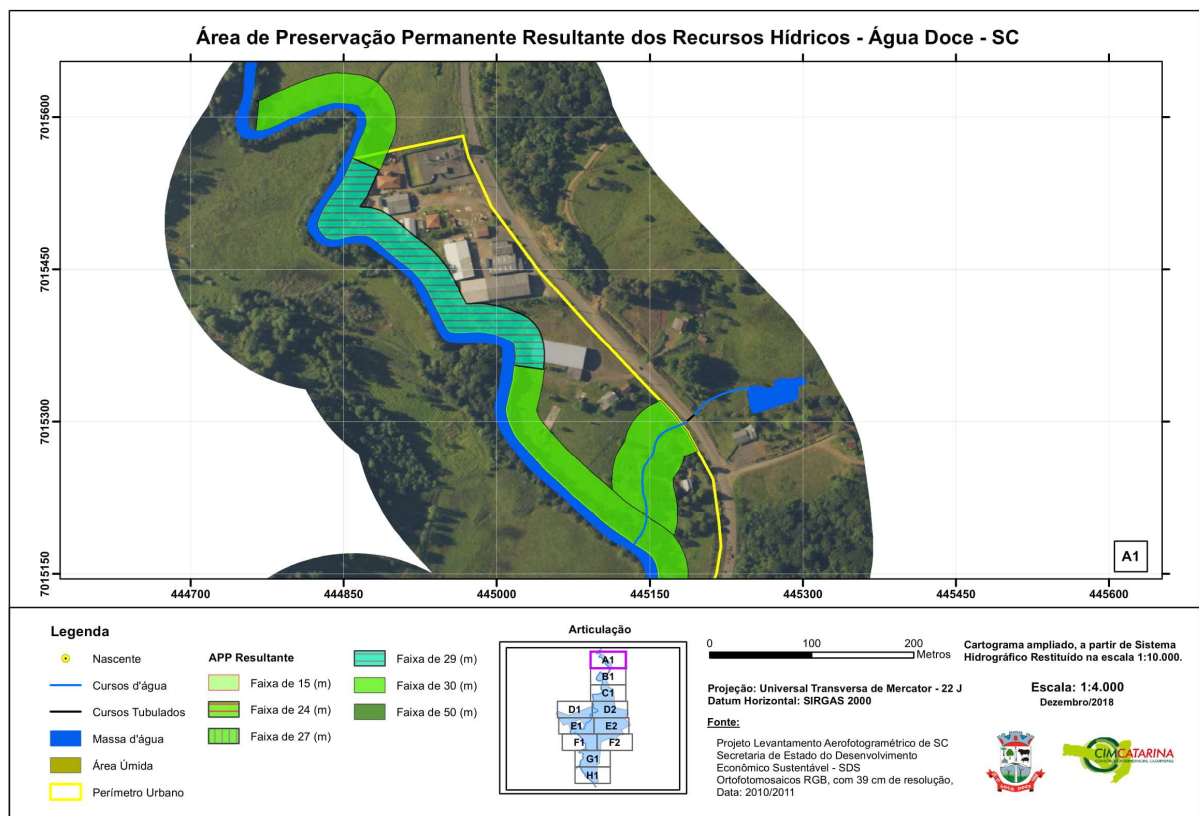 Área de Preservação Permanente Resultante dos Recursos Hídricos - Água Doce - SC
7015600
7015450
7015300
7015150
A1
444700
444850
445000
445150
445300
445450
445600
Legenda
Nascente
Cursos d'água
Cursos Tubulados
Massa d'água
Área Úmida
Perímetro Urbano
APP Resultante
Faixa de 15 (m)
Faixa de 24 (m)
Faixa de 27 (m)
Faixa de 29 (m)
Faixa de 30 (m)
Faixa de 50 (m)
Articulação
A1
B1
C1
D1 D2
E1 E2
F1 F2
G1
H1
0 100 200
Metros
Projeção: Universal Transversa de Mercator - 22 J
Datum Horizontal: SIRGAS 2000
Fonte:
Projeto Levantamento Aerofotogramétrico de SC
Secretaria de Estado do Desenvolvimento
Econômico Sustentável - SDS
Ortofotomosaicos RGB, com 39 cm de resolução,
Data: 2010/2011
Cartograma ampliado, a partir de Sistema
Hidrográfico Restituído na escala 1:10.000.
Escala: 1:4.000
Dezembro/2018
ÁGUA DOCE
CIMCATARINA